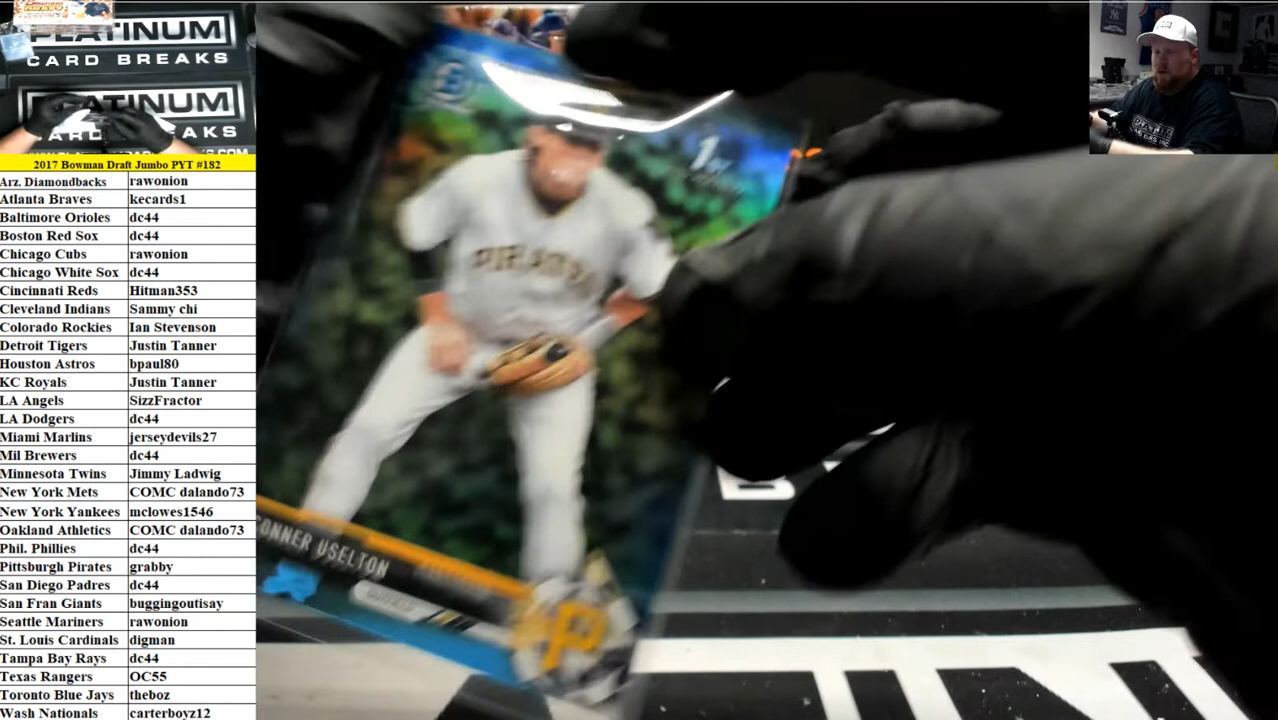 PLATINUM
CARD BREAKS
PLATINUM
CARD BREAKS
2017 Bowman Draft Jumbo PYT #182
Arz. Diamondbacks rawonion
Atlanta Braves kecards1
Baltimore Orioles dc44
Boston Red Sox dc44
Chicago Cubs rawonion
Chicago White Sox dc44
Cincinnati Reds Hitman353
Cleveland Indians Sammy chi
Colorado Rockies Ian Stevenson
Detroit Tigers Justin Tanner
Houston Astros bpaul80
KC Royals Justin Tanner
LA Angels SizzFractor
LA Dodgers dc44
Miami Marlins jerseydevils27
Mil Brewers dc44
Minnesota Twins Jimmy Ladwig
New York Mets COMC dalando73
New York Yankees mclowes1546
Oakland Athletics COMC dalando73
Phil. Phillies dc44
Pittsburgh Pirates grabby
San Diego Padres dc44
San Fran Giants buggingoutisay
Seattle Mariners rawonion
St. Louis Cardinals digman
Tampa Bay Rays dc44
Texas Rangers OC55
Toronto Blue Jays theboz
Wash Nationals carterboyz12
1st
PIRATES
CONNER USELTON
P